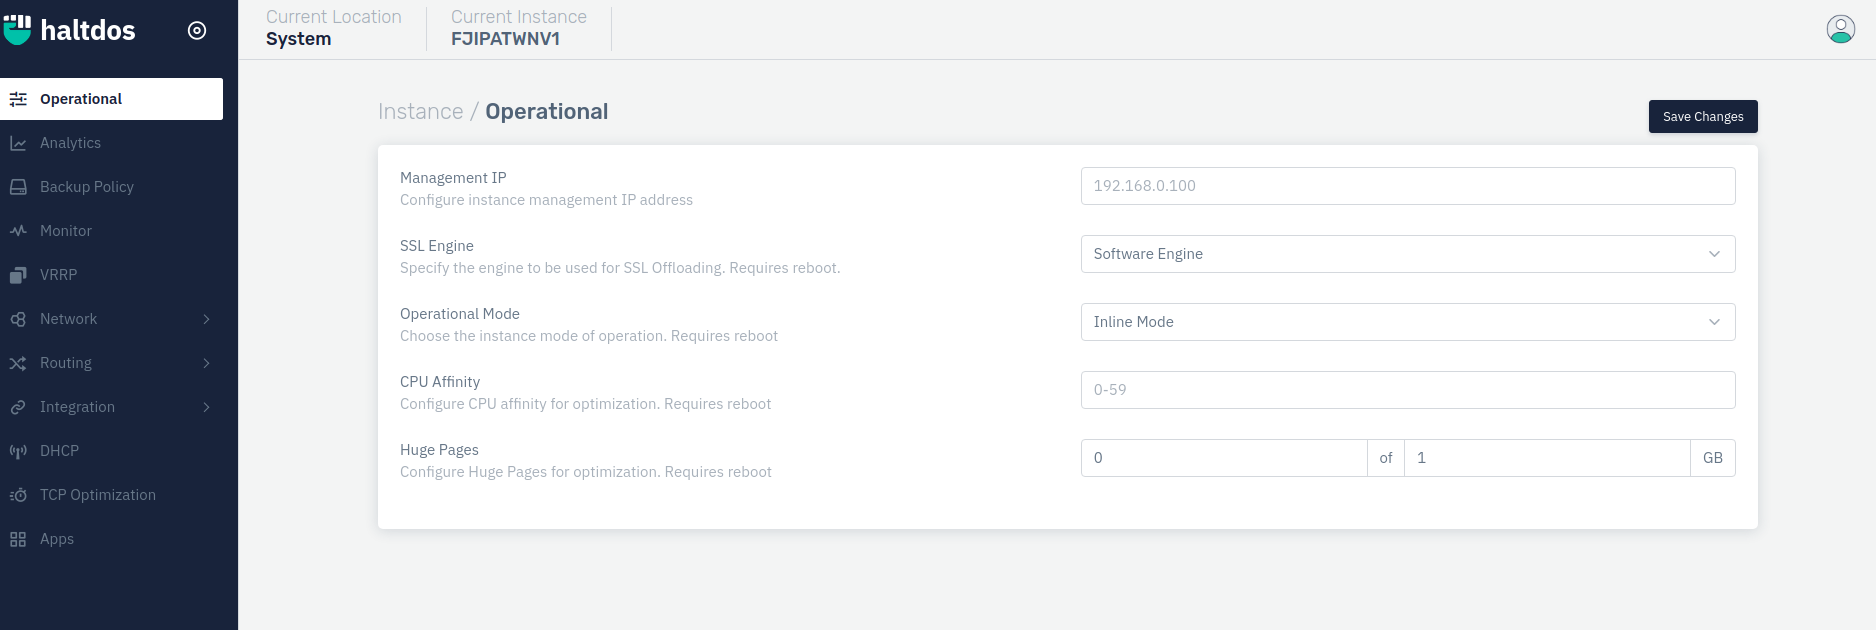 haltdos
Current Location
System
Current Instance
FJIPATWNV1
Operational
Analytics
Backup Policy
Monitor
VRRP
Network
Routing
Integration
DHCP
TCP Optimization
Apps
Instance / Operational
Save Changes
Management IP
Configure instance management IP address
192.168.0.100
SSL Engine
Specify the engine to be used for SSL Offloading. Requires reboot.
Software Engine
Operational Mode
Choose the instance mode of operation. Requires reboot
Inline Mode
CPU Affinity
Configure CPU affinity for optimization. Requires reboot
0-59
Huge Pages
Configure Huge Pages for optimization. Requires reboot
0 of 1 GB